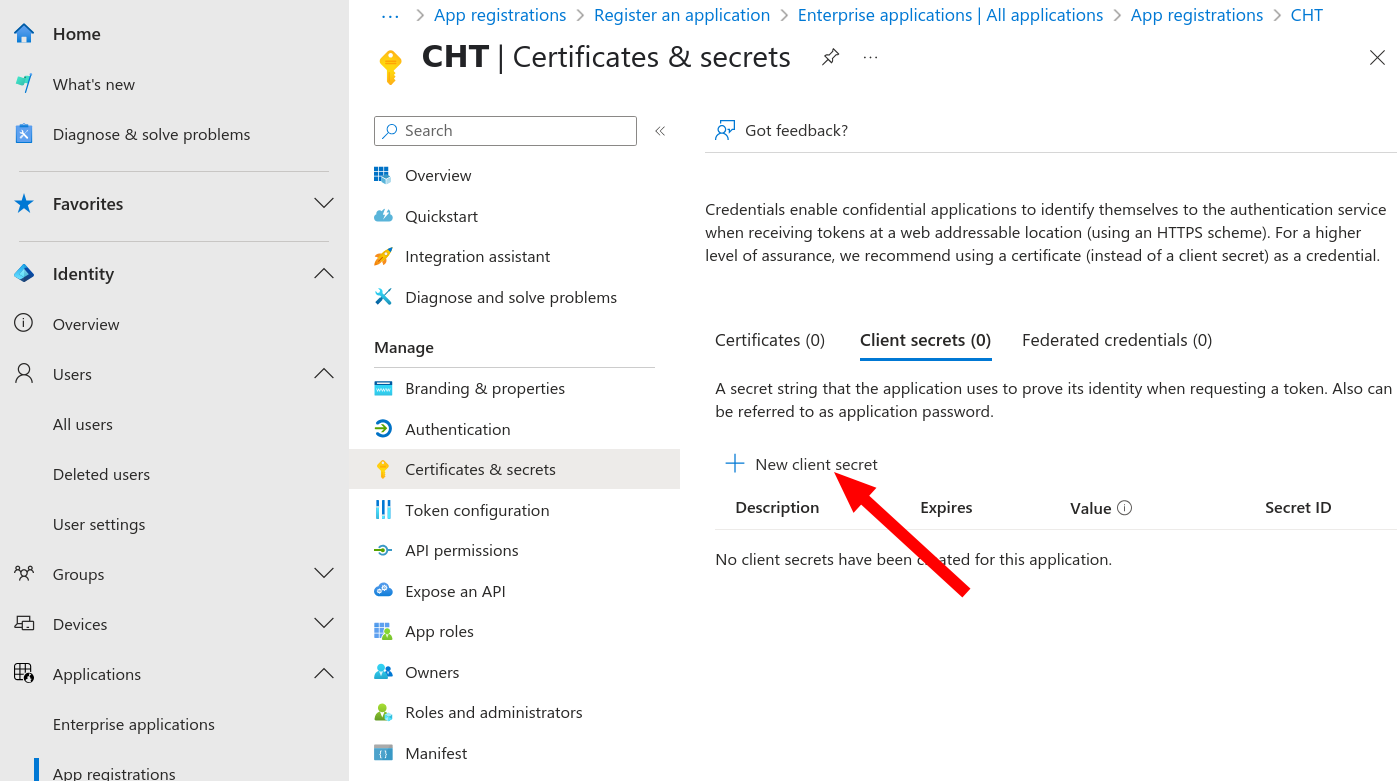 Home
What's new
Diagnose & solve problems
Favorites
Identity
Overview
Users
All users
Deleted users
User settings
Groups
Devices
Applications
Enterprise applications
App registrations
... > App registrations > Register an application > Enterprise applications | All applications > App registrations > CHT
CHT | Certificates & secrets
Search
Overview
Quickstart
Integration assistant
Diagnose and solve problems
Manage
Branding & properties
Authentication
Certificates & secrets
Token configuration
API permissions
Expose an API
App roles
Owners
Roles and administrators
Manifest
Got feedback?
Credentials enable confidential applications to identify themselves to the authentication service
when receiving tokens at a web addressable location (using an HTTPS scheme). For a higher
level of assurance, we recommend using a certificate (instead of a client secret) as a credential.
Certificates (0) Client secrets (0) Federated credentials (0)
A secret string that the application uses to prove its identity when requesting a token. Also can
be referred to as application password.
New client secret
Description Expires Value Secret ID
No client secrets have been created for this application.